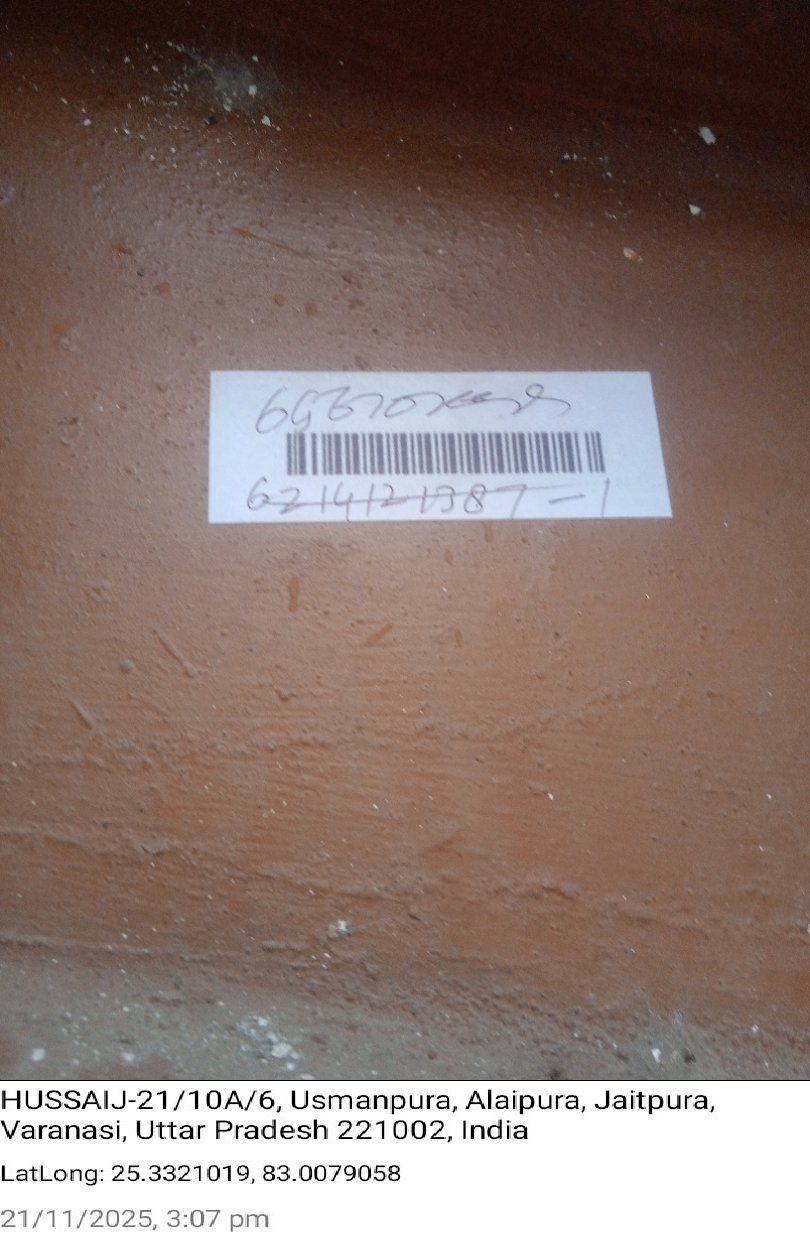 6214121387-1
HUSSAIJ-21/10A/6, Usmanpura, Alaipura, Jaitpura,
Varanasi, Uttar Pradesh 221002, India
LatLong: 25.3321019, 83.0079058
21/11/2025, 3:07 pm